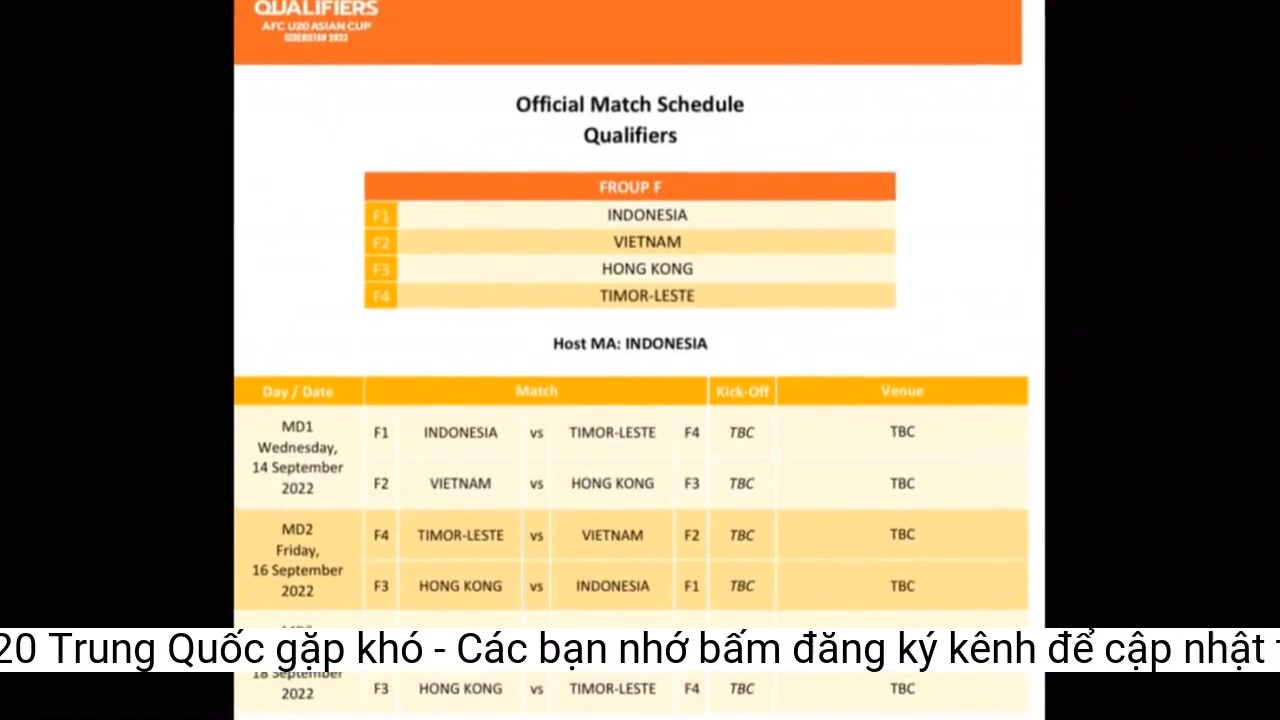 QUALIFIERS
AFC U20 ASIAN CUP
UZBEKISTAN 2023
Official Match Schedule
Qualifiers
FROUP F
F1 INDONESIA
F2 VIETNAM
F3 HONG KONG
F4 TIMOR-LESTE
Host MA: INDONESIA
Day / Date Match Kick-Off Venue
MD1
Wednesday,
14 September
2022
F1 INDONESIA vs TIMOR-LESTE F4 TBC TBC
F2 VIETNAM vs HONG KONG F3 TBC TBC
MD2
Friday,
16 September
2022
F4 TIMOR-LESTE vs VIETNAM F2 TBC TBC
F3 HONG KONG vs INDONESIA F1 TBC TBC
20 Trung Quốc gặp khó - Các bạn nhớ bấm đăng ký kênh để cập nhật
18 September
2022
F3 HONG KONG vs TIMOR-LESTE F4 TBC TBC